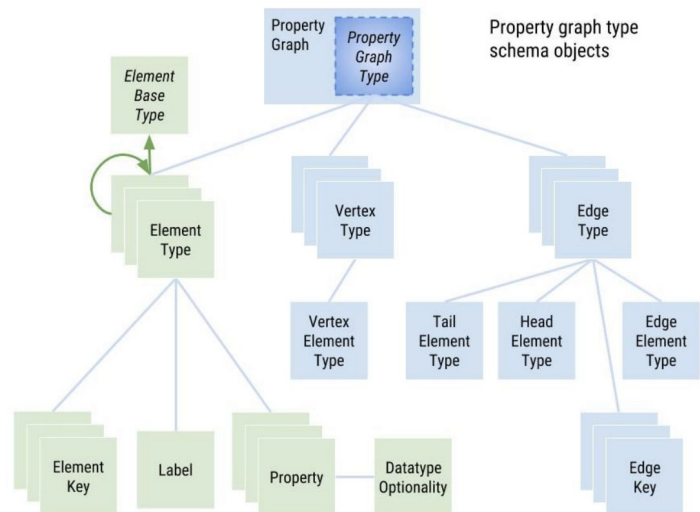 Property
Graph
Property
Graph
Type
Property graph type
schema objects
Element
Base
Type
Element
Type
Vertex
Type
Edge
Type
Vertex
Element
Type
Tail
Element
Type
Head
Element
Type
Edge
Element
Type
Element
Key
Label
Property
Datatype
Optionality
Edge
Key